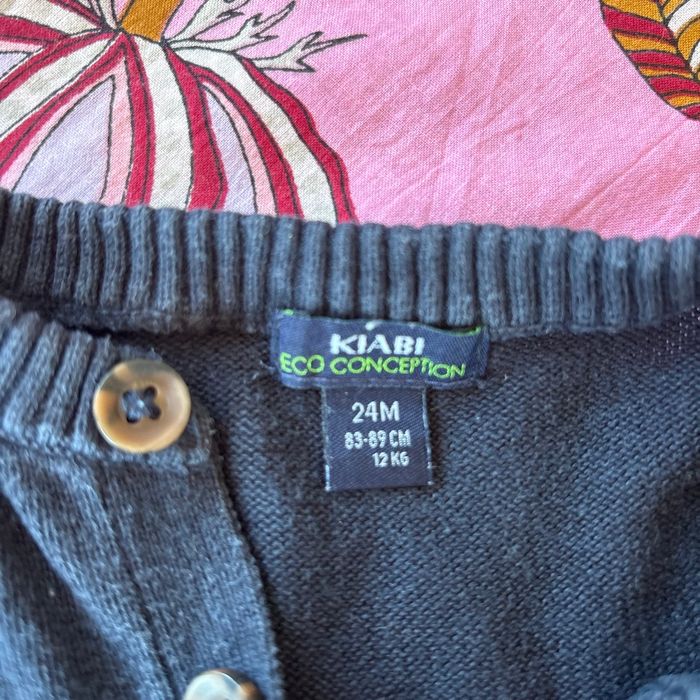 KIABI
ECO CONCEPTION
24M
83-89 CM
12 KG